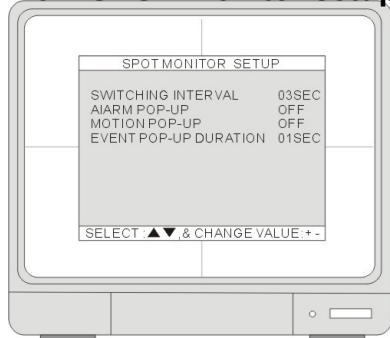 SPOT MONITOR SETUP
SWITCHING INTERVAL 03SEC
AIARM POP-UP OFF
MOTION POP-UP OFF
EVENT POP-UP DURATION 01SEC
SELECT :▲▼,& CHANGE VALUE:+ -